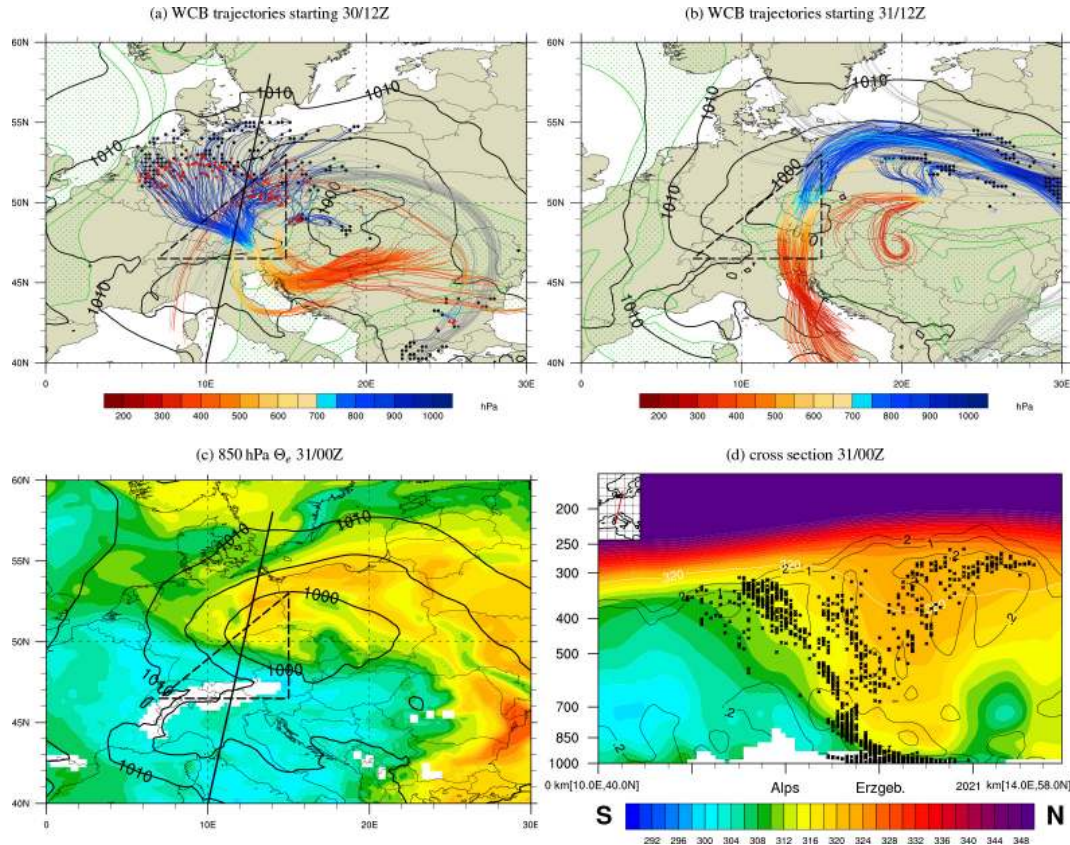 (a) WCB trajectories starting 30/12Z
(b) WCB trajectories starting 31/12Z
60N
55N
50N
45N
40N
0 10E 20E 30E
1010
1010
1000
1010
200 300 400 500 600 700 800 900 1000 hPa
60N
55N
50N
45N
40N
0 10E 20E 30E
1010
1010
1000
1010
1010
200 300 400 500 600 700 800 900 1000 hPa
(c) 850 hPa Θe 31/00Z
(d) cross section 31/00Z
60N
55N
50N
45N
40N
0 10E 20E 30E
1010
1010
1000
1000
1010
1010
200
250
300
400
500
700
850
1000
320
2
1
2
1
2
2
2
2
0 km[10.0E,40.0N] Alps Erzgeb. 2021 km[14.0E,58.0N]
S N
292 296 300 304 308 312 316 320 324 328 332 336 340 344 348